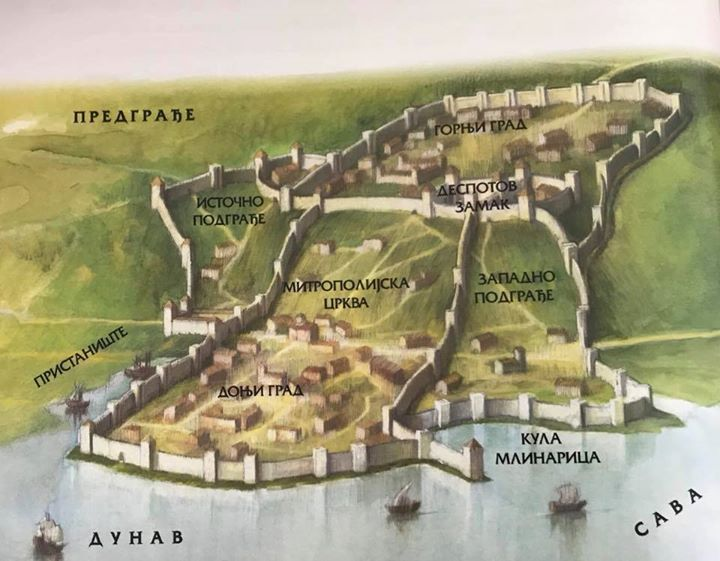 ПРЕДГРАЂЕ
ГОРЊИ ГРАД
ДЕСПОТОВ
ЗАМАК
ИСТОЧНО
ПОДГРАЂЕ
МИТРОПОЛИЈСКА
ЦРКВА
ЗАПАДНО
ПОДГРАЂЕ
ПРИСТАНИШТЕ
ДОЊИ ГРАД
КУЛА
МЛИНАРИЦА
ДУНАВ
САВА